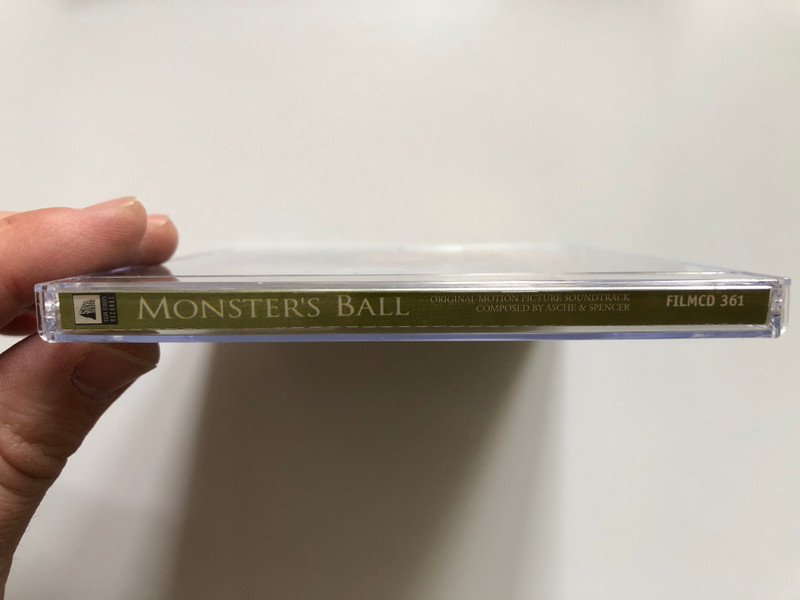 MONSTER'S BALL
ORIGINAL MOTION PICTURE SOUNDTRACK
COMPOSED BY ASCHE & SPENCER
FILMCD 361